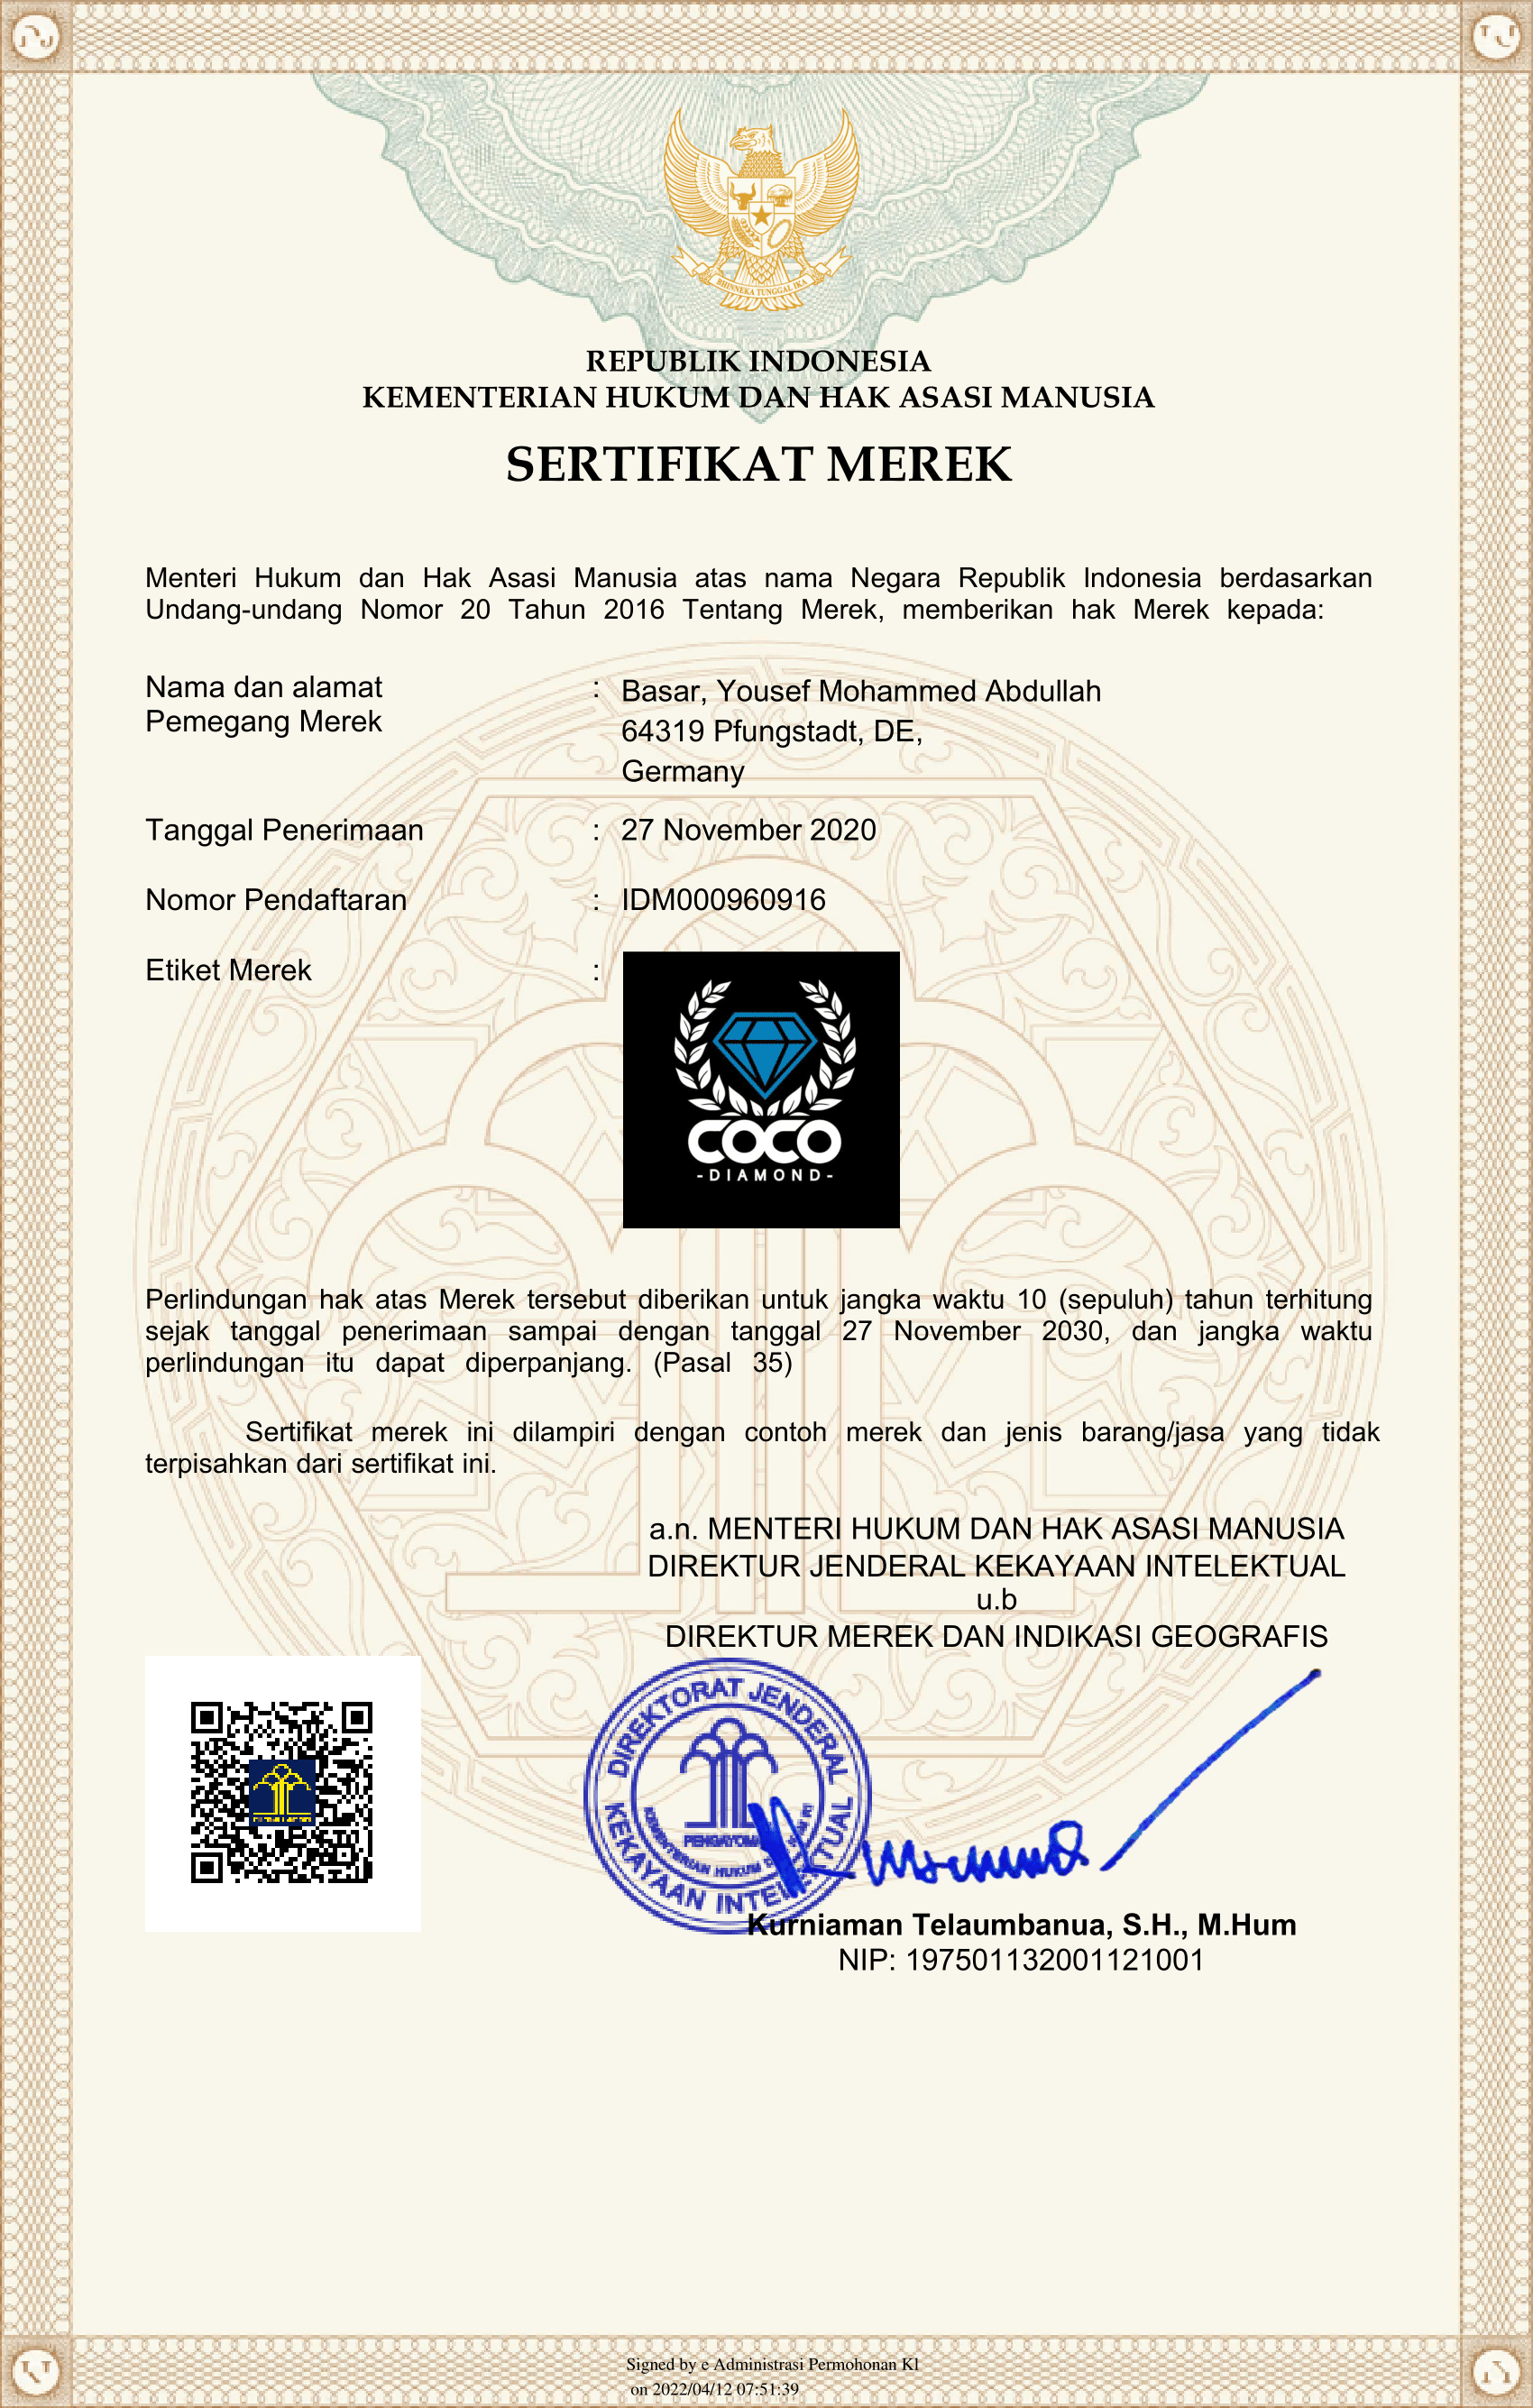 BHINNEKA TUNGGAL IKA
REPUBLIK INDONESIA
KEMENTERIAN HUKUM DAN HAK ASASI MANUSIA
SERTIFIKAT MEREK
Menteri Hukum dan Hak Asasi Manusia atas nama Negara Republik Indonesia berdasarkan
Undang-undang Nomor 20 Tahun 2016 Tentang Merek, memberikan hak Merek kepada:
Nama dan alamat : Basar, Yousef Mohammed Abdullah
Pemegang Merek
64319 Pfungstadt, DE,
Germany
Tanggal Penerimaan : 27 November 2020
Nomor Pendaftaran : IDM000960916
Etiket Merek :
COCO
-DIAMOND-
Perlindungan hak atas Merek tersebut diberikan untuk jangka waktu 10 (sepuluh) tahun terhitung
sejak tanggal penerimaan sampai dengan tanggal 27 November 2030, dan jangka waktu
perlindungan itu dapat diperpanjang. (Pasal 35)
Sertifikat merek ini dilampiri dengan contoh merek dan jenis barang/jasa yang tidak
terpisahkan dari sertifikat ini.
a.n. MENTERI HUKUM DAN HAK ASASI MANUSIA
DIREKTUR JENDERAL KEKAYAAN INTELEKTUAL
u.b
DIREKTUR MEREK DAN INDIKASI GEOGRAFIS
DIREKTORAT JENDERAL
KEKAYAAN INTELEKTUAL
KEMENTERIAN HUKUM
Kurniaman Telaumbanua, S.H., M.Hum
NIP: 197501132001121001
Signed by e Administrasi Permohonan KI
on 2022/04/12 07:51:39